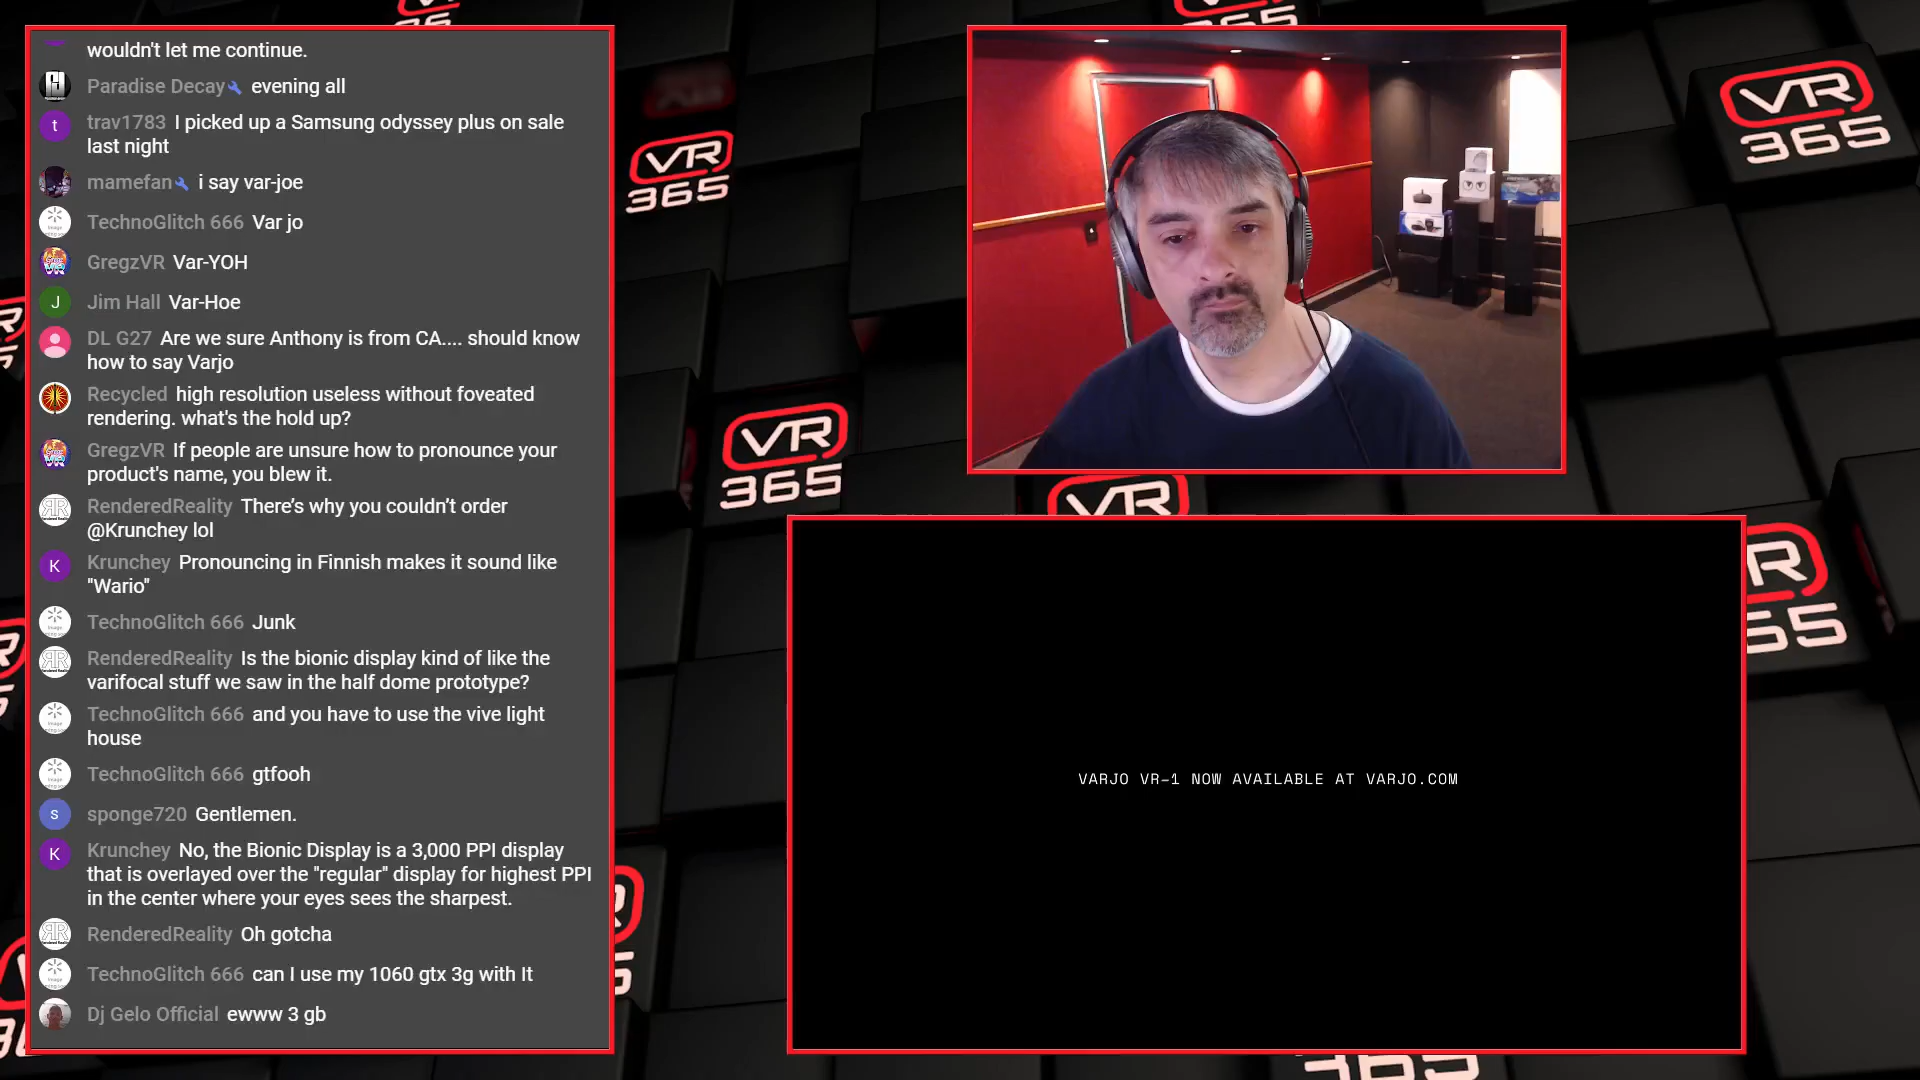 wouldn't let me continue.
Paradise Decay evening all
trav1783 I picked up a Samsung odyssey plus on sale
last night
mamefan i say var-joe
TechnoGlitch 666 Var jo
GregzVR Var-YOH
J Jim Hall Var-Hoe
DL G27 Are we sure Anthony is from CA.... should know
how to say Varjo
Recycled high resolution useless without foveated
rendering. what's the hold up?
GregzVR If people are unsure how to pronounce your
product's name, you blew it.
RenderedReality There’s why you couldn’t order
@Krunchey lol
K Krunchey Pronouncing in Finnish makes it sound like
"Wario"
TechnoGlitch 666 Junk
RenderedReality Is the bionic display kind of like the
varifocal stuff we saw in the half dome prototype?
TechnoGlitch 666 and you have to use the vive light
house
TechnoGlitch 666 gtfooh
s sponge720 Gentlemen.
K Krunchey No, the Bionic Display is a 3,000 PPI display
that is overlayed over the "regular" display for highest PPI
in the center where your eyes sees the sharpest.
RenderedReality Oh gotcha
TechnoGlitch 666 can I use my 1060 gtx 3g with It
Dj Gelo Official ewww 3 gb
VR
365
VR
365
VR
365
VARJO VR-1 NOW AVAILABLE AT VARJO.COM